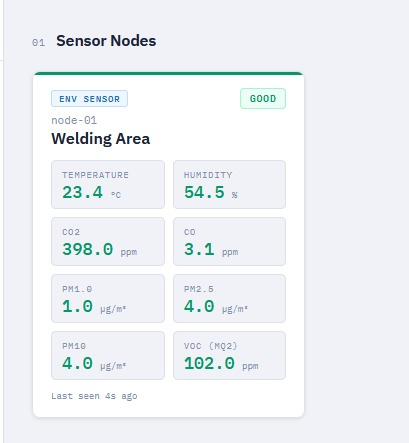 01 Sensor Nodes
ENV SENSOR GOOD
node-01
Welding Area
TEMPERATURE HUMIDITY
23.4 °C 54.5 %
CO2 CO
398.0 ppm 3.1 ppm
PM1.0 PM2.5
1.0 µg/m³ 4.0 µg/m³
PM10 VOC (MQ2)
4.0 µg/m³ 102.0 ppm
Last seen 4s ago